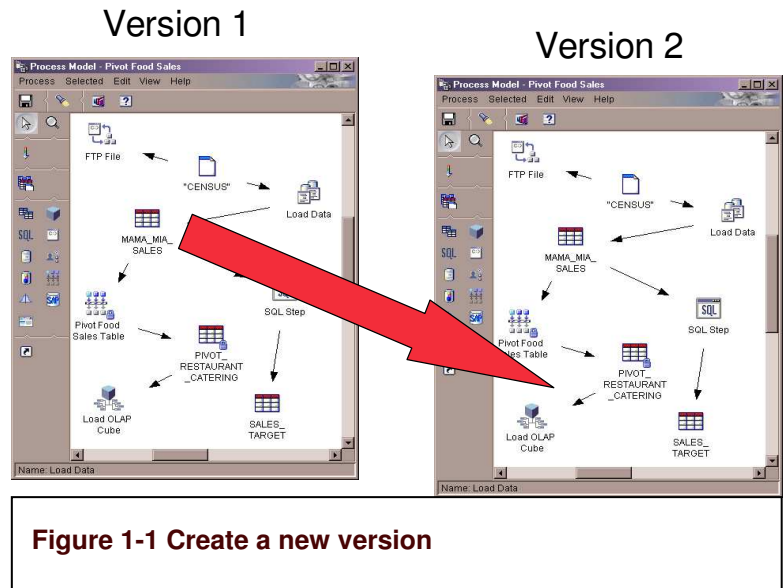 Version 1
Process Model - Pivot Food Sales
Process Selected Edit View Help
FTP File
"CENSUS"
Load Data
MAMA_MIA_
SALES
SQL
SAP
SQL
SQL Step
Pivot Food
Sales Table
PIVOT_
RESTAURANT
_CATERING
Load OLAP
Cube
SALES_
TARGET
Name: Load Data
Version 2
Process Model - Pivot Food Sales
Process Selected Edit View Help
FTP File
"CENSUS"
Load Data
MAMA_MIA_
SALES
SQL
SAP
SQL
SQL Step
Pivot Food
les Table
PIVOT_
RESTAURANT
_CATERING
Load OLAP
Cube
SALES_
TARGET
Name: Load Data
Figure 1-1 Create a new version